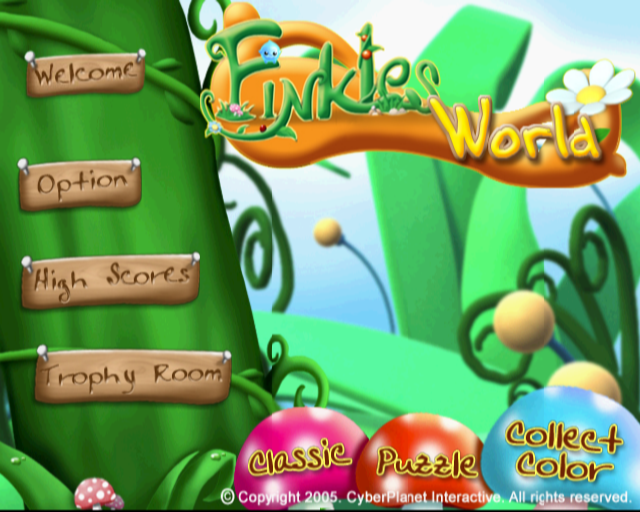 Finkles
World
Welcome
Option
High Scores
Trophy Room
Classic
Puzzle
Collect
Color
© Copyright 2005. CyberPlanet Interactive. All rights reserved.